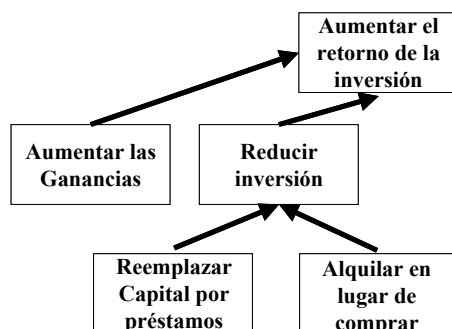 Aumentar el
retorno de la
inversión
Aumentar las
Ganancias
Reducir
inversión
Reemplazar
Capital por
préstamos
Alquilar en
lugar de
comprar